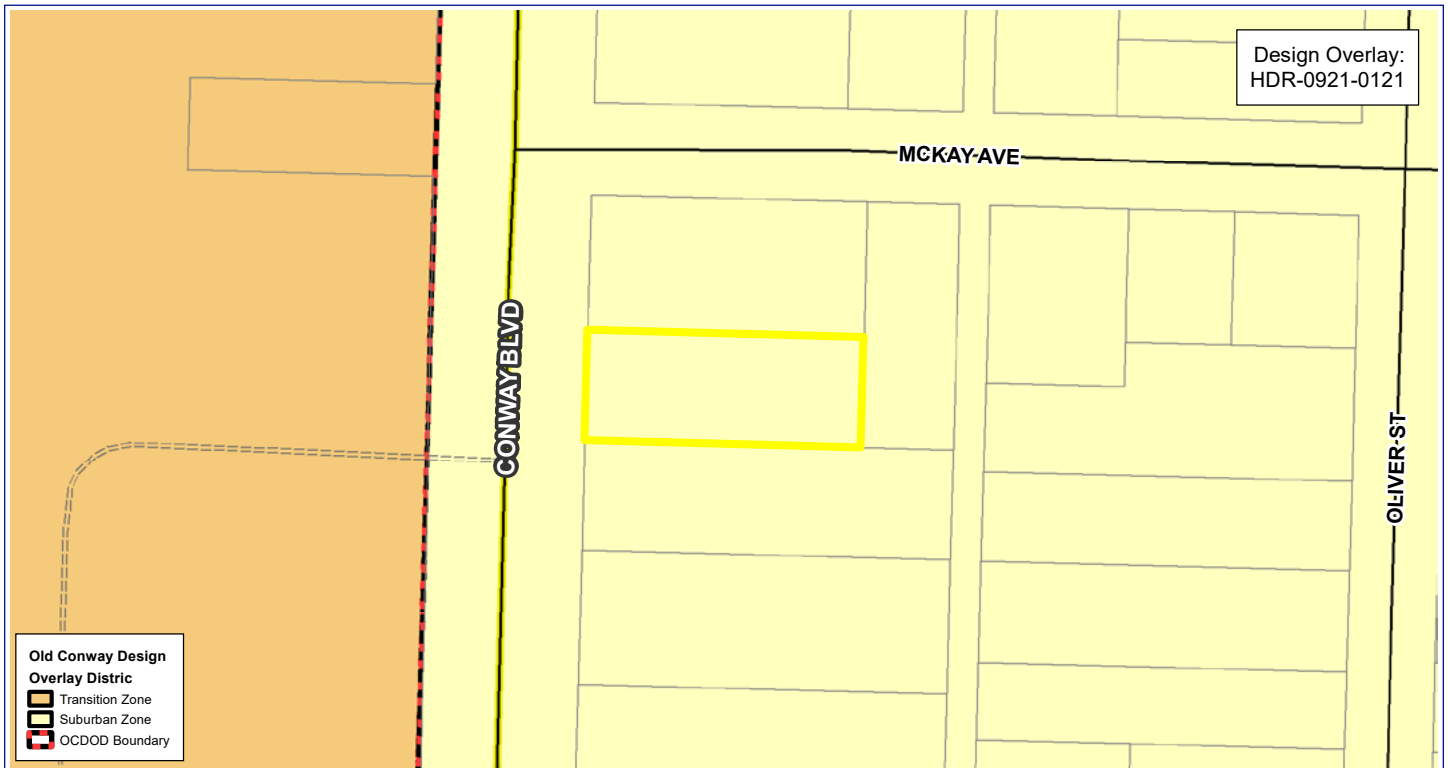 Design Overlay:
HDR-0921-0121
MCKAY AVE
CONWAY BLVD
OLIVER ST
Old Conway Design
Overlay Distric
Transition Zone
Suburban Zone
OCDOD Boundary